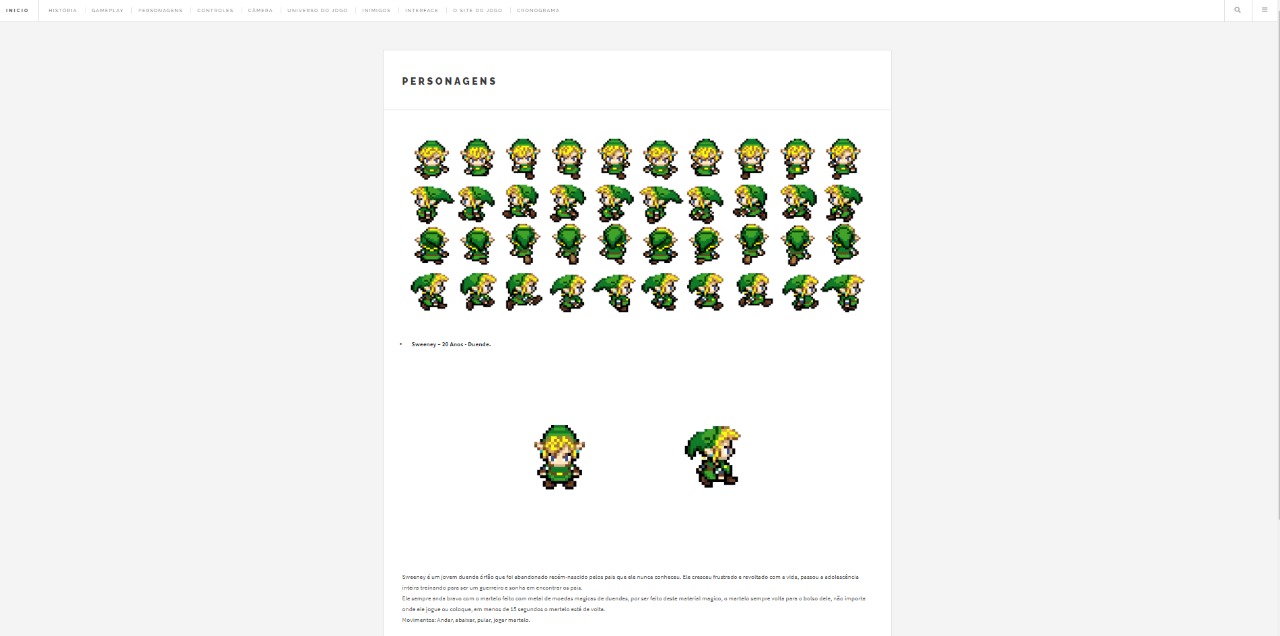 INICIO HISTÓRIA GAMEPLAY PERSONAGENS CONTROLES CÂMERA UNIVERSO DO JOGO INIMIGOS INTERFACE O SITE DO JOGO CRONOGRAMA
PERSONAGENS
• Sweeney – 20 Anos - Duende.
Sweeney é um jovem duende órfão que foi abandonado recém-nascido pelos pais que ele nunca conheceu. Ele cresceu frustrado e revoltado com a vida, passou a adolescência
inteira treinando para ser um guerreiro e sonha em encontrar os pais.
Ele sempre anda bravo com o martelo feito com metal de moedas magicas de duendes, por ser feito deste material magico, o martelo sempre volta para o bolso dele, não importa
onde ele jogue ou coloque, em menos de 15 segundos o martelo está de volta.
Movimentos: Andar, abaixar, pular, jogar martelo.